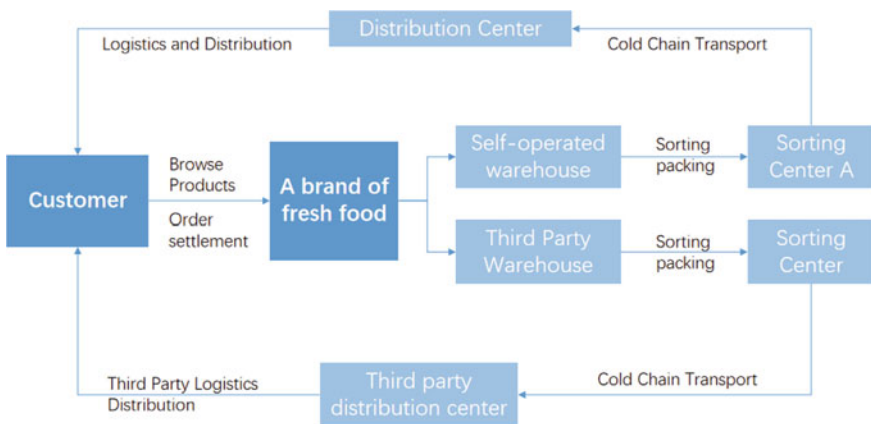 Logistics and Distribution
Distribution Center
Cold Chain Transport
Customer
Browse
Products
Order
settlement
A brand of
fresh food
Self-operated
warehouse
Sorting
packing
Sorting
Center A
Third Party
Warehouse
Sorting
packing
Sorting
Center
Third Party Logistics
Distribution
Third party
distribution center
Cold Chain Transport